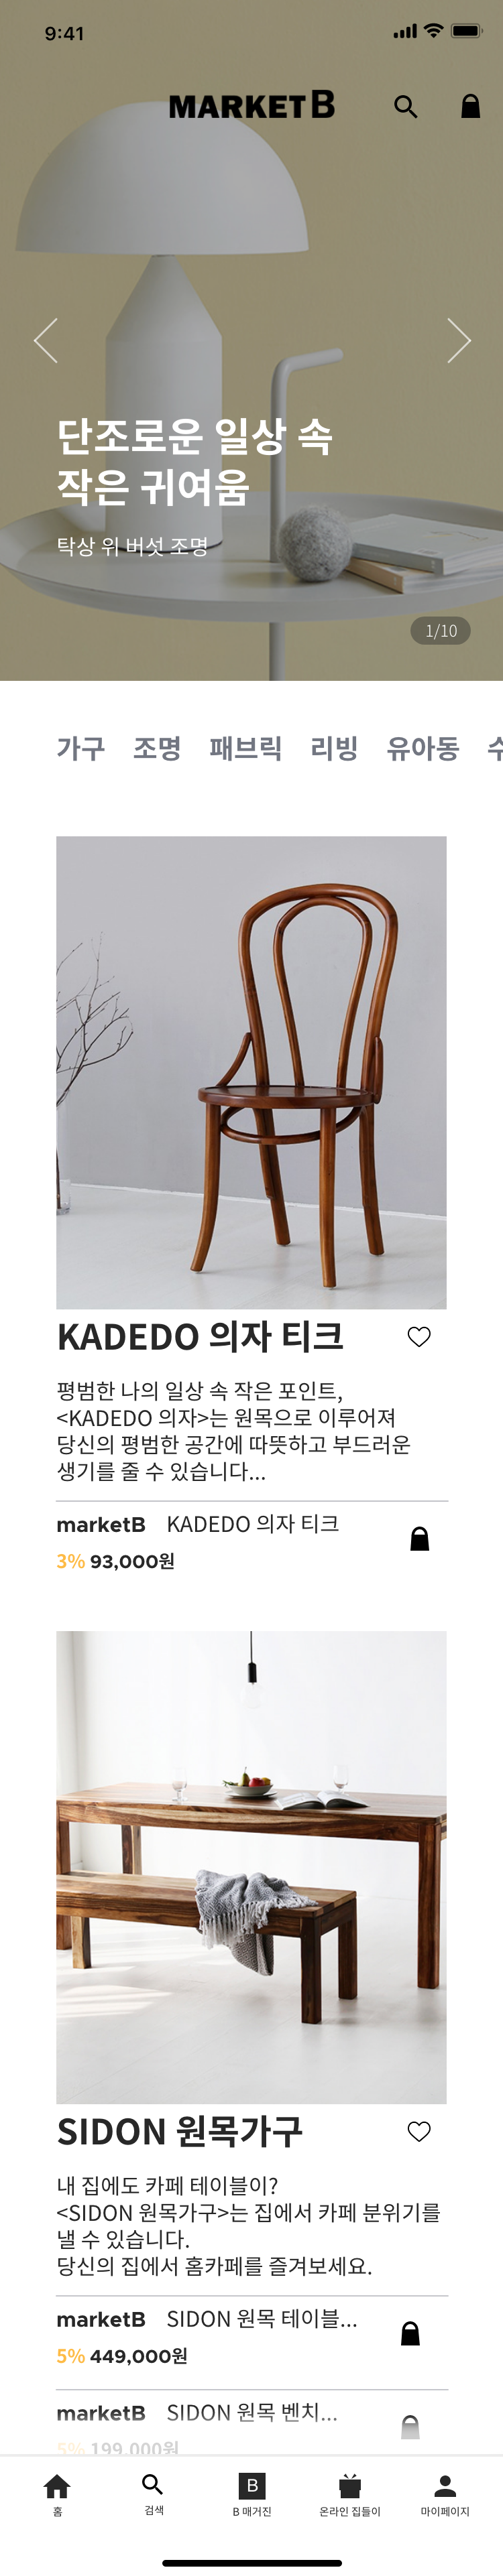 9:41
MARKET B
단조로운 일상 속
작은 귀여움
탁상 위 버섯 조명
1/10
가구 조명 패브릭 리빙 유아동 수
KADEDO 의자 티크
평범한 나의 일상 속 작은 포인트,
<KADEDO 의자>는 원목으로 이루어져
당신의 평범한 공간에 따뜻하고 부드러운
생기를 줄 수 있습니다...
marketB KADEDO 의자 티크
3% 93,000원
SIDON 원목가구
내 집에도 카페 테이블이?
<SIDON 원목가구>는 집에서 카페 분위기를
낼 수 있습니다.
당신의 집에서 홈카페를 즐겨보세요.
marketB SIDON 원목 테이블...
5% 449,000원
marketB SIDON 원목 벤치...
5% 199,000원
B
홈 검색 B 매거진 온라인 집들이 마이페이지